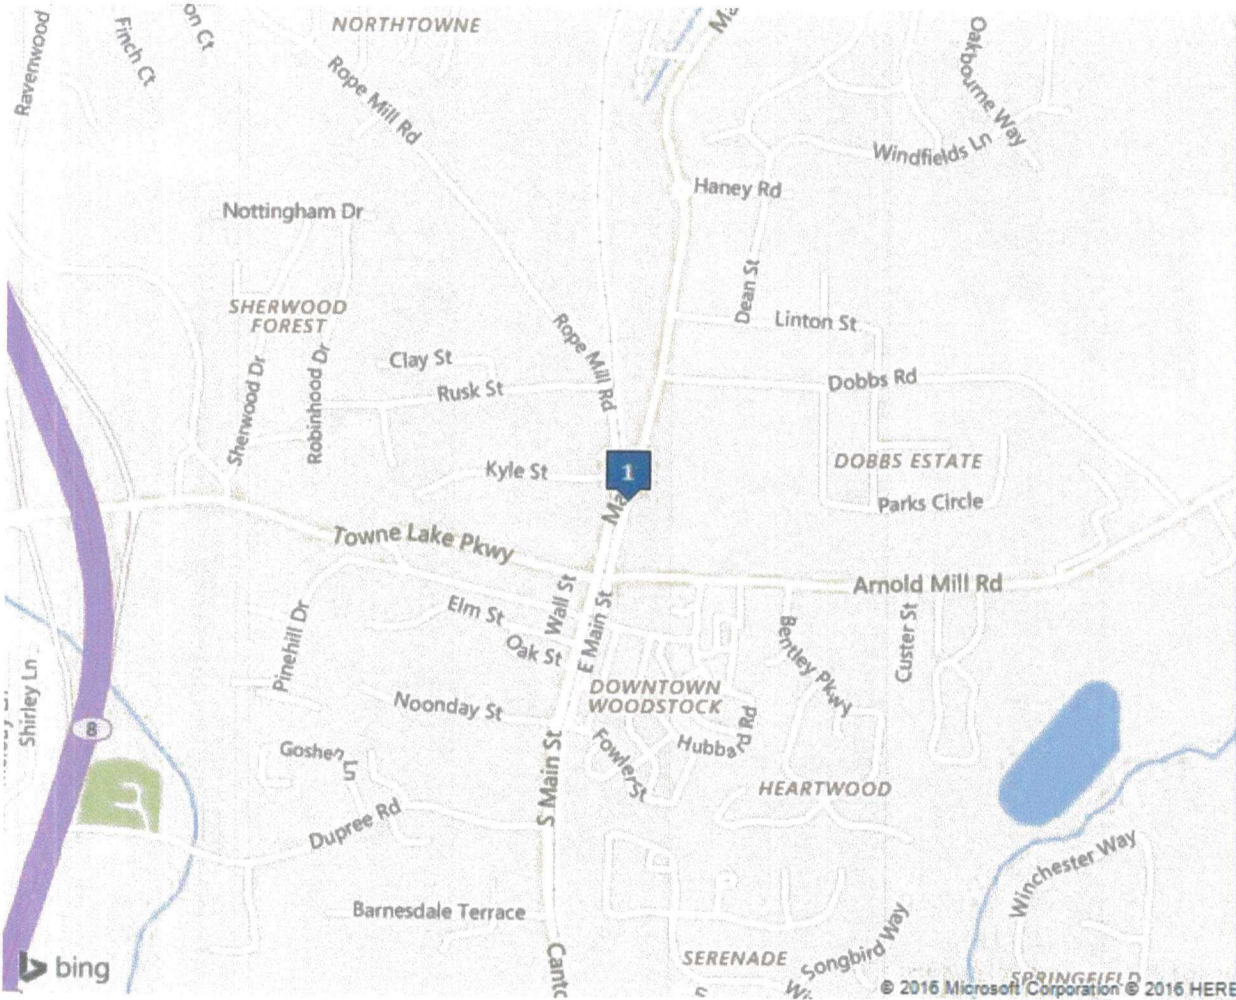 NORTHTOWNE
Ravenwood
Finch Ct
on Ct
Rope Mill Rd
Oakbourne Way
Windfields Ln
Haney Rd
Nottingham Dr
Dean St
Linton St
SHERWOOD
FOREST
Rope Mill Rd
Clay St
Rusk St
Dobbs Rd
Sherwood Dr
Robinhood Dr
Kyle St
1
DOBBS ESTATE
Parks Circle
Towne Lake Pkwy
Arnold Mill Rd
Wall St
E Main St
Elm St
Oak St
Pinehill Dr
Bentley Pkwy
Custer St
Shirley Ln
DOWNTOWN
WOODSTOCK
Noonday St
8
Goshen Ln
Fowler St
Hubbard Rd
S Main St
HEARTWOOD
Dupree Rd
Winchester Way
Barnesdale Terrace
Songbird Way
SERENADE
bing
SPRINGFIELD
© 2016 Microsoft Corporation © 2016 HERE